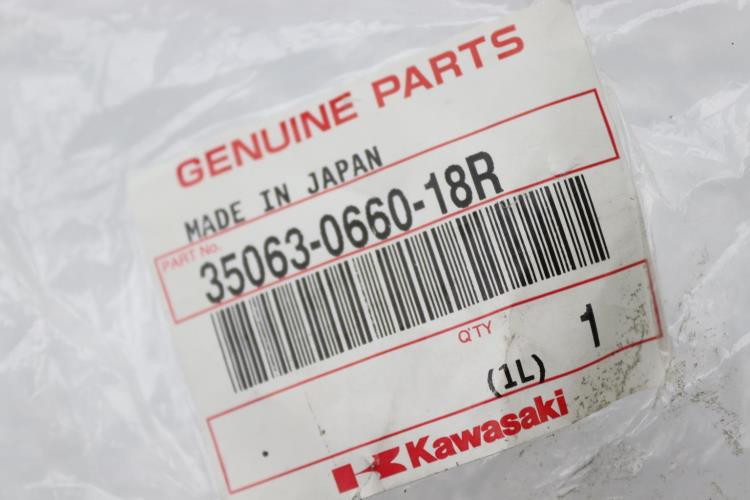 GENUINE PARTS
MADE IN JAPAN
PART No.
35063-0660-18R
Q'TY
1
(1L)
Kawasaki